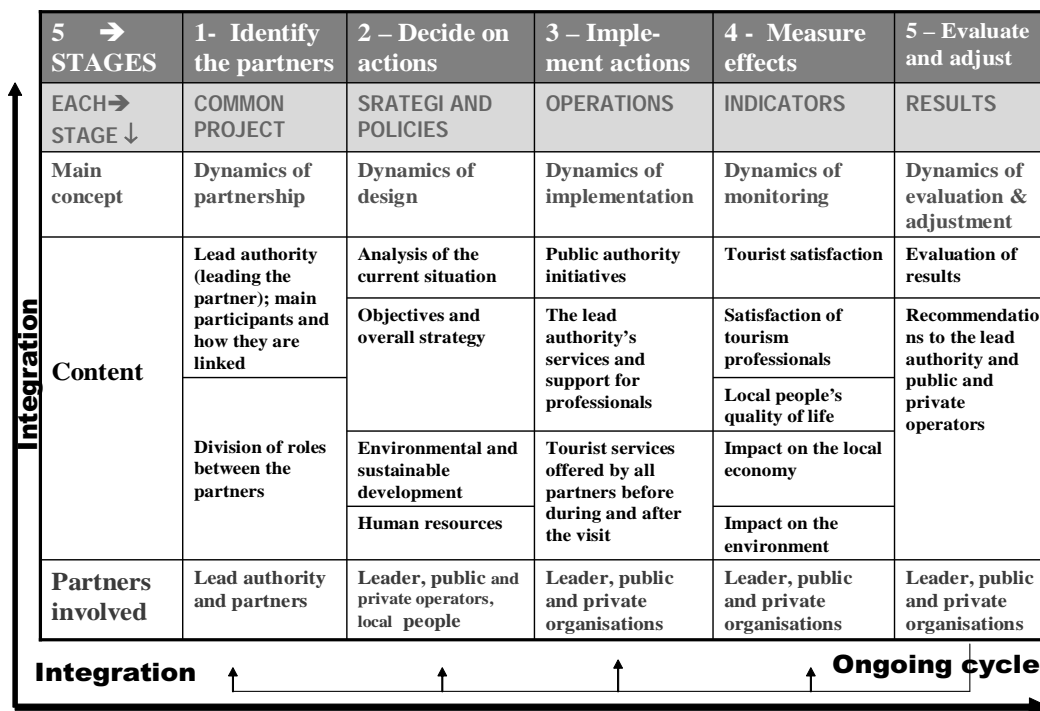 5 ➔
STAGES
1- Identify
the partners
2 – Decide on
actions
3 – Imple-
ment actions
4 - Measure
effects
5 – Evaluate
and adjust
EACH➔
STAGE ↓
COMMON
PROJECT
SRATEGI AND
POLICIES
OPERATIONS
INDICATORS
RESULTS
Main
concept
Dynamics of
partnership
Dynamics of
design
Dynamics of
implementation
Dynamics of
monitoring
Dynamics of
evaluation &
adjustment
Content
Lead authority
(leading the
partner); main
participants and
how they are
linked
Division of roles
between the
partners
Analysis of the
current situation
Objectives and
overall strategy
Environmental and
sustainable
development
Human resources
Public authority
initiatives
The lead
authority’s
services and
support for
professionals
Tourist services
offered by all
partners before
during and after
the visit
Tourist satisfaction
Satisfaction of
tourism
professionals
Local people’s
quality of life
Impact on the local
economy
Impact on the
environment
Evaluation of
results
Recommendatio
ns to the lead
authority and
public and
private
operators
Partners
involved
Lead authority
and partners
Leader, public and
private operators,
local people
Leader, public
and private
organisations
Leader, public
and private
organisations
Leader, public
and private
organisations
Integration
Integration
Ongoing cycle